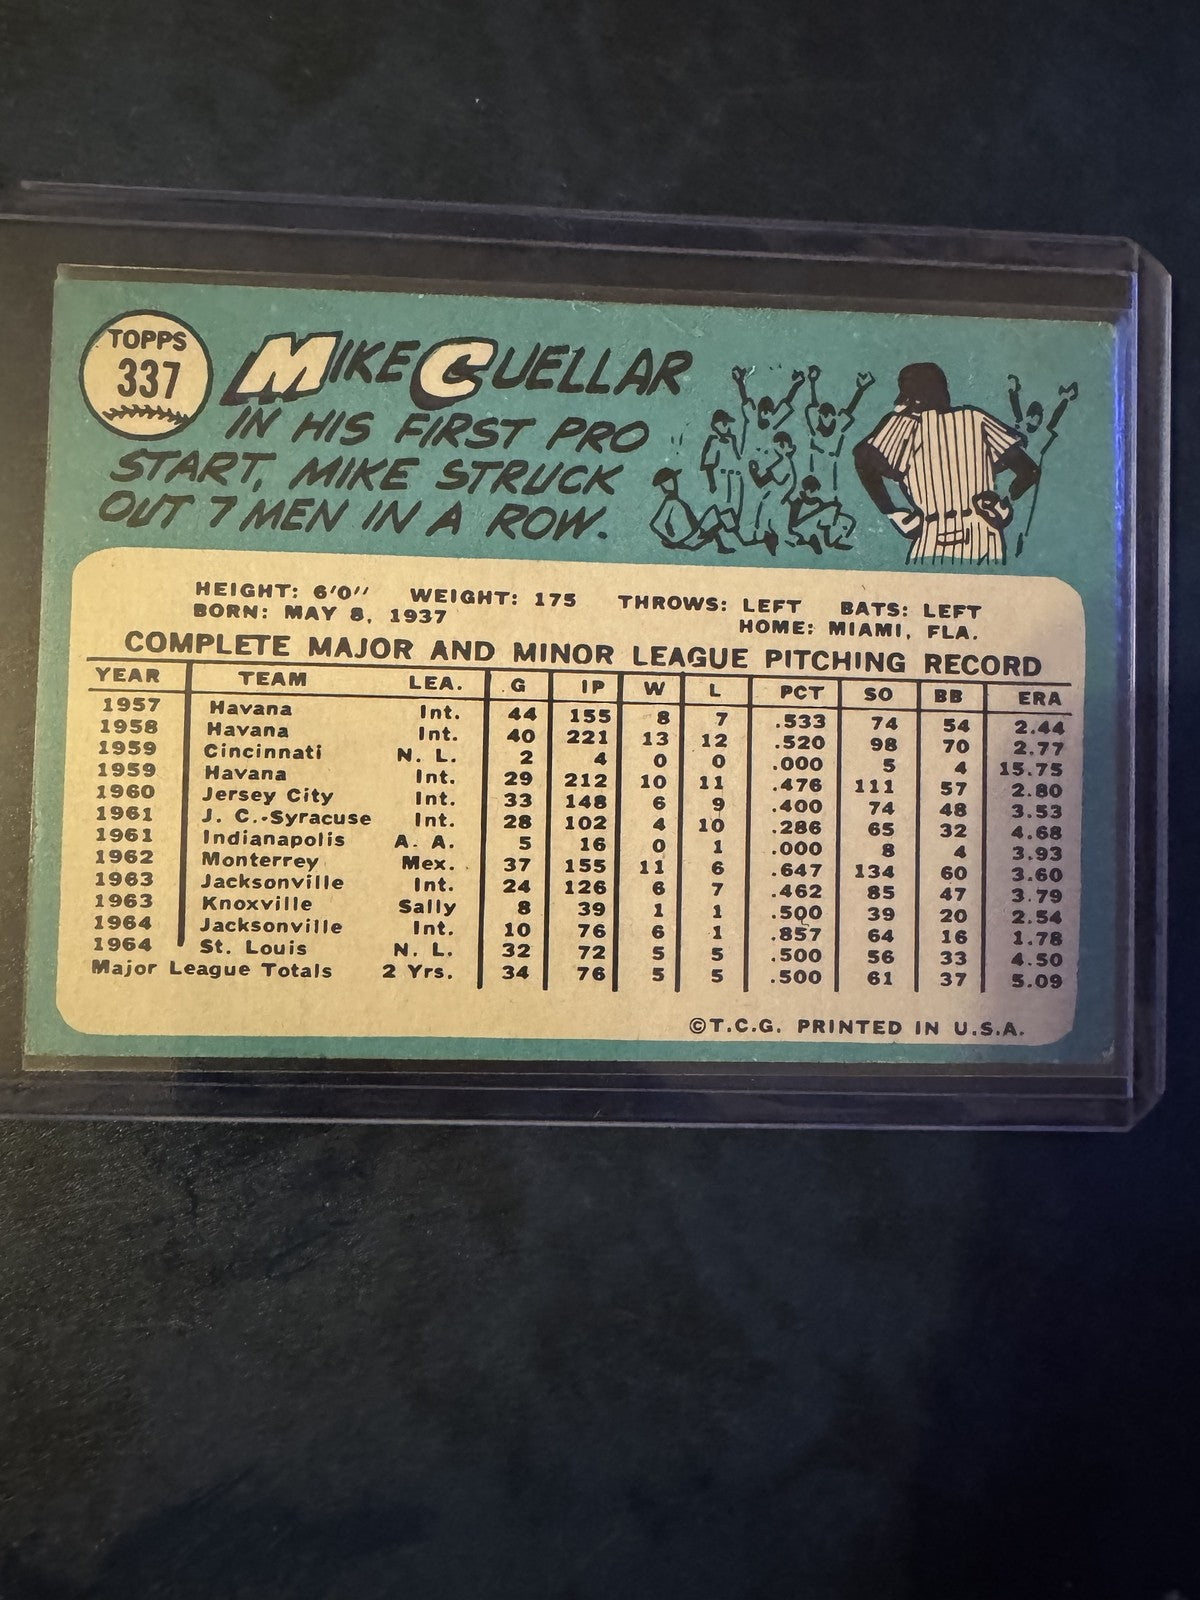 TOPPS
337
MIKE CUELLAR
IN HIS FIRST PRO
START, MIKE STRUCK
OUT 7 MEN IN A ROW.
HEIGHT: 6'0" WEIGHT: 175 THROWS: LEFT BATS: LEFT
BORN: MAY 8, 1937 HOME: MIAMI, FLA.
COMPLETE MAJOR AND MINOR LEAGUE PITCHING RECORD
YEAR TEAM LEA. G IP W L PCT SO BB ERA
1957 Havana Int. 44 155 8 7 .533 74 54 2.44
1958 Havana Int. 40 221 13 12 .520 98 70 2.77
1959 Cincinnati N. L. 2 4 0 0 .000 5 4 15.75
1959 Havana Int. 29 212 10 11 .476 111 57 2.80
1960 Jersey City Int. 33 148 6 9 .400 74 48 3.53
1961 J. C.-Syracuse Int. 28 102 4 10 .286 65 32 4.68
1961 Indianapolis A. A. 5 16 0 1 .000 8 4 3.93
1962 Monterrey Mex. 37 155 11 6 .647 134 60 3.60
1963 Jacksonville Int. 24 126 6 7 .462 85 47 3.79
1963 Knoxville Sally 8 39 1 1 .500 39 20 2.54
1964 Jacksonville Int. 10 76 6 1 .857 64 16 1.78
1964 St. Louis N. L. 32 72 5 5 .500 56 33 4.50
Major League Totals 2 Yrs. 34 76 5 5 .500 61 37 5.09
©T.C.G. PRINTED IN U.S.A.